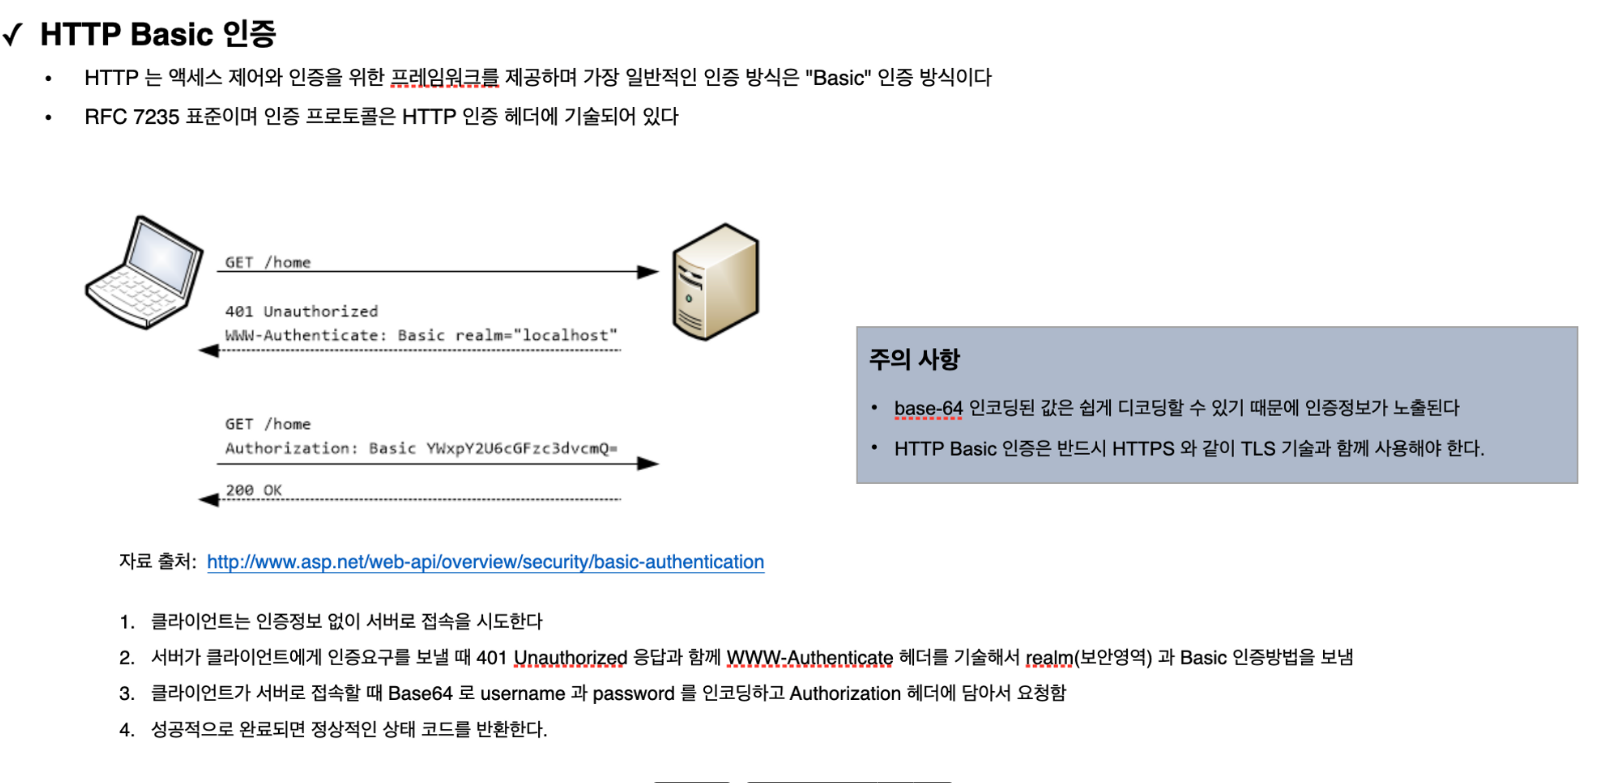 ✓ HTTP Basic 인증
• HTTP 는 액세스 제어와 인증을 위한 프레임워크를 제공하며 가장 일반적인 인증 방식은 "Basic" 인증 방식이다
• RFC 7235 표준이며 인증 프로토콜은 HTTP 인증 헤더에 기술되어 있다
GET /home
401 Unauthorized
WWW-Authenticate: Basic realm="localhost"
GET /home
Authorization: Basic YWxpY2U6cGFzc3dvcmQ=
200 OK
주의 사항
• base-64 인코딩된 값은 쉽게 디코딩할 수 있기 때문에 인증정보가 노출된다
• HTTP Basic 인증은 반드시 HTTPS 와 같이 TLS 기술과 함께 사용해야 한다.
자료 출처: http://www.asp.net/web-api/overview/security/basic-authentication
1. 클라이언트는 인증정보 없이 서버로 접속을 시도한다
2. 서버가 클라이언트에게 인증요구를 보낼 때 401 Unauthorized 응답과 함께 WWW-Authenticate 헤더를 기술해서 realm(보안영역) 과 Basic 인증방법을 보냄
3. 클라이언트가 서버로 접속할 때 Base64 로 username 과 password 를 인코딩하고 Authorization 헤더에 담아서 요청함
4. 성공적으로 완료되면 정상적인 상태 코드를 반환한다.